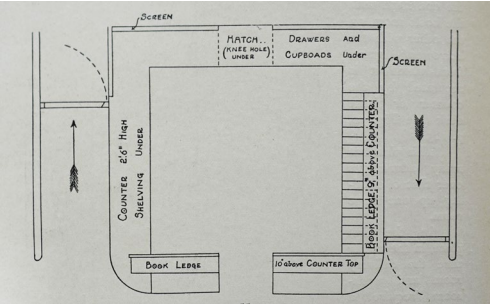 SCREEN
MATCH..
(KNEE HOLE
UNDER)
DRAWERS And
CUPBOADS Under
SCREEN
COUNTER 2'.6" HIGH
SHELVING UNDER
BOOK LEDGE 9" above COUNTER
BOOK LEDGE
10" above COUNTER TOP